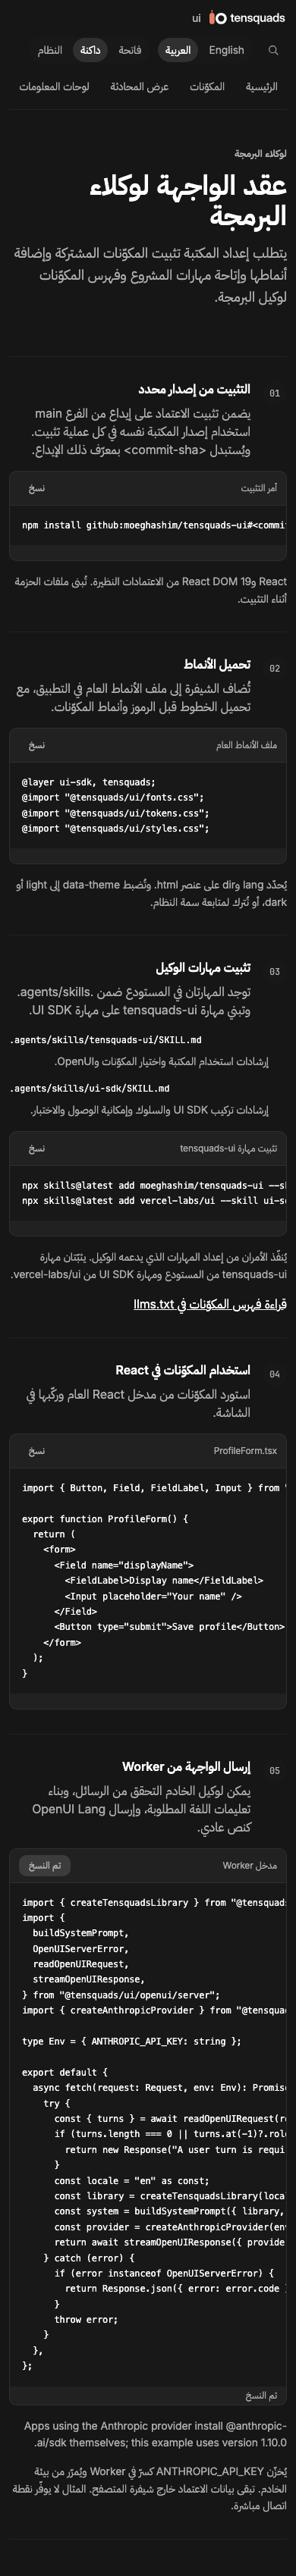 tensquads ui
English العربية فاتحة داكنة النظام
الرئيسية المكوّنات عرض المحادثة لوحات المعلومات
لوكلاء البرمجة
عقد الواجهة لوكلاء
البرمجة
يتطلب إعداد المكتبة تثبيت المكوّنات المشتركة وإضافة
أنماطها وإتاحة مهارات المشروع وفهرس المكوّنات
لوكيل البرمجة.
01
التثبيت من إصدار محدد
يضمن تثبيت الاعتماد على إيداع من الفرع main
استخدام إصدار المكتبة نفسه في كل عملية تثبيت.
ويُستبدل <commit-sha> بمعرّف ذلك الإيداع.
أمر التثبيت نسخ
npm install github:moeghashim/tensquads-ui#<commit
React و19 React DOM من الاعتمادات النظيرة. تُبنى ملفات الحزمة
أثناء التثبيت.
02
تحميل الأنماط
تُضاف الشيفرة إلى ملف الأنماط العام في التطبيق، مع
تحميل الخطوط قبل الرموز وأنماط المكوّنات.
ملف الأنماط العام نسخ
@layer ui-sdk, tensquads;
@import "@tensquads/ui/fonts.css";
@import "@tensquads/ui/tokens.css";
@import "@tensquads/ui/styles.css";
يُحدّد lang وdir على عنصر html. وتُضبط data-theme إلى light أو
dark، أو تُترك لمتابعة سمة النظام.
03
تثبيت مهارات الوكيل
توجد المهارتان في المستودع ضمن .agents/skills.
وتبني مهارة tensquads-ui على مهارة UI SDK.
.agents/skills/tensquads-ui/SKILL.md
إرشادات استخدام المكتبة واختيار المكوّنات وOpenUI.
.agents/skills/ui-sdk/SKILL.md
إرشادات تركيب UI SDK والسلوك وإمكانية الوصول والاختبار.
تثبيت مهارة tensquads-ui نسخ
npx skills@latest add moeghashim/tensquads-ui --sk
npx skills@latest add vercel-labs/ui --skill ui-sd
يُنفّذ الأمران من إعداد المهارات الذي يدعمه الوكيل. يثبّتان مهارة
tensquads-ui من المستودع ومهارة UI SDK من vercel-labs/ui.
قراءة فهرس المكوّنات في llms.txt
04
استخدام المكوّنات في React
استورد المكوّنات من مدخل React العام وركّبها في
الشاشة.
ProfileForm.tsx نسخ
import { Button, Field, FieldLabel, Input } from "
export function ProfileForm() {
return (
<form>
<Field name="displayName">
<FieldLabel>Display name</FieldLabel>
<Input placeholder="Your name" />
</Field>
<Button type="submit">Save profile</Button>
</form>
);
}
05
إرسال الواجهة من Worker
يمكن لوكيل الخادم التحقق من الرسائل، وبناء
تعليمات اللغة المطلوبة، وإرسال OpenUI Lang
كنص عادي.
مدخل Worker تم النسخ
import { createTensquadsLibrary } from "@tensquads
import {
buildSystemPrompt,
OpenUIServerError,
readOpenUIRequest,
streamOpenUIResponse,
} from "@tensquads/ui/openui/server";
import { createAnthropicProvider } from "@tensquad
type Env = { ANTHROPIC_API_KEY: string };
export default {
async fetch(request: Request, env: Env): Promise
try {
const { turns } = await readOpenUIRequest(re
if (turns.length === 0 || turns.at(-1)?.role
return new Response("A user turn is requir
}
const locale = "en" as const;
const library = createTensquadsLibrary(local
const system = buildSystemPrompt({ library,
const provider = createAnthropicProvider(env
return await streamOpenUIResponse({ provider
} catch (error) {
if (error instanceof OpenUIServerError) {
return Response.json({ error: error.code }
}
throw error;
}
},
};
تم النسخ
Apps using the Anthropic provider install @anthropic-
ai/sdk themselves; this example uses version 1.10.0.
يُخزّن ANTHROPIC_API_KEY كسرّ في Worker ويُمرّر من بيئة
الخادم. تبقى بيانات الاعتماد خارج شيفرة المتصفح. المثال لا يوفّر نقطة
اتصال مباشرة.